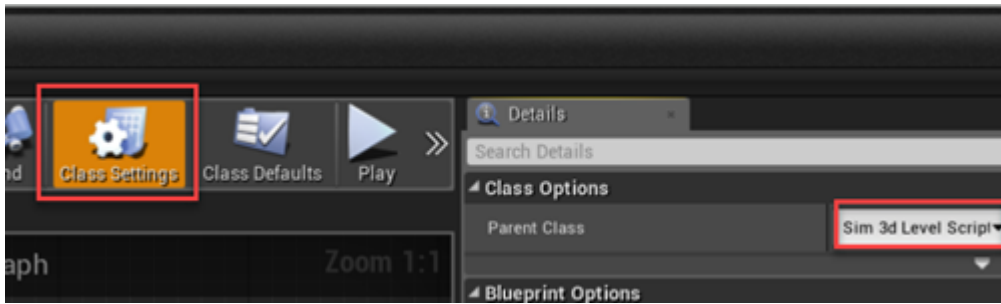 Details
Search Details
Class Options
nd Class Settings Class Defaults Play
Parent Class Sim 3d Level Script
aph Zoom 1:1
Blueprint Options